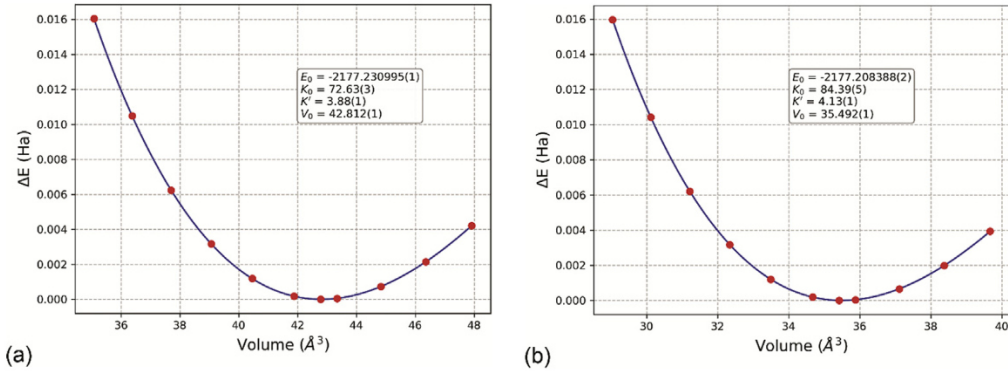 0.016
0.014
0.012
0.010
0.008
0.006
0.004
0.002
0.000
ΔE (Ha)
E₀ = -2177.230995(1)
K₀ = 72.63(3)
K' = 3.88(1)
V₀ = 42.812(1)
36 38 40 42 44 46 48
Volume (Å³)
(a)
0.016
0.014
0.012
0.010
0.008
0.006
0.004
0.002
0.000
ΔE (Ha)
E₀ = -2177.208388(2)
K₀ = 84.39(5)
K' = 4.13(1)
V₀ = 35.492(1)
30 32 34 36 38 40
Volume (Å³)
(b)